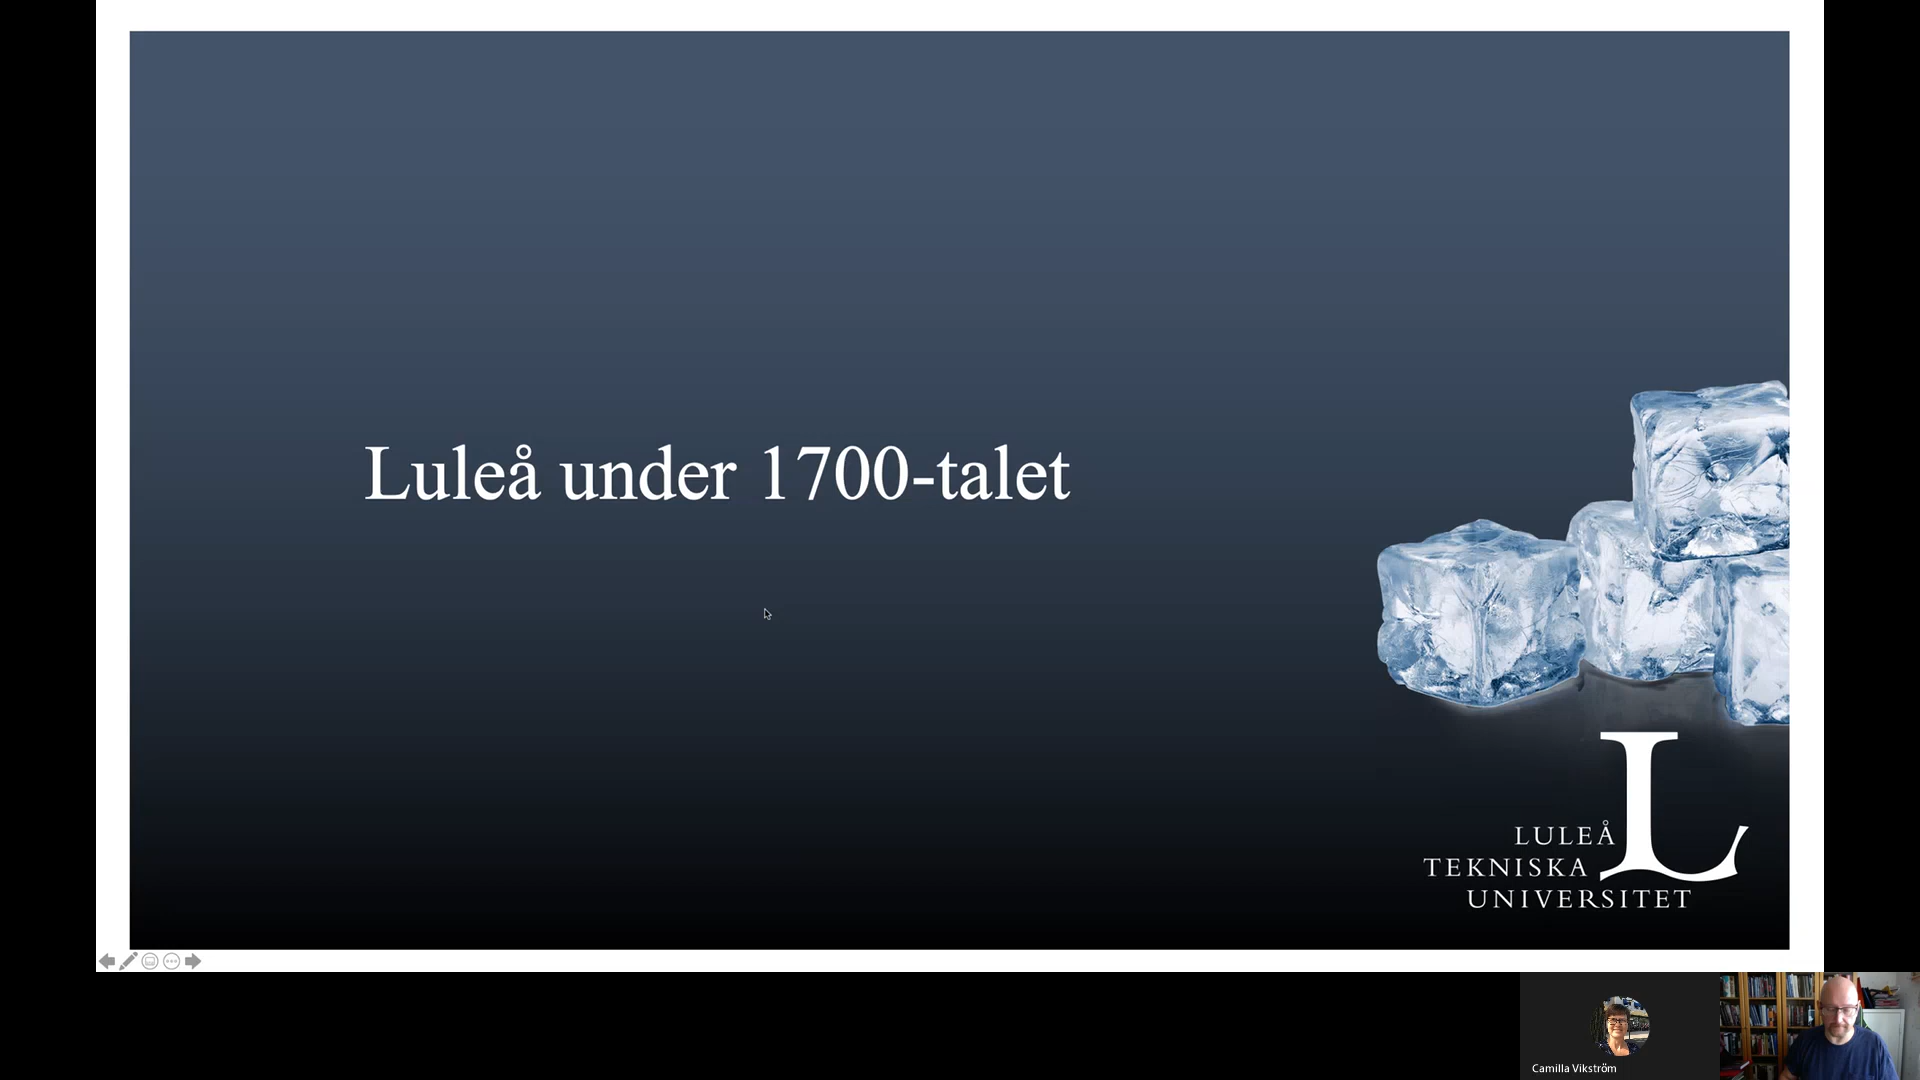 Luleå under 1700-talet
LULEÅ
TEKNISKA
UNIVERSITET
L
Camilla Vikström